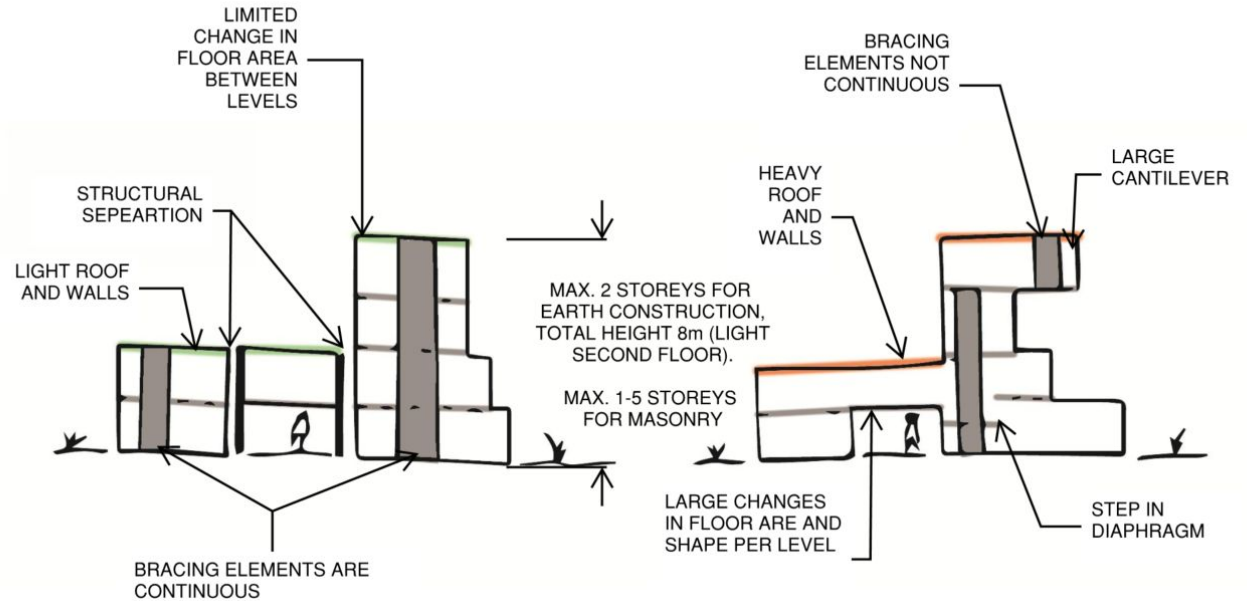 LIMITED
CHANGE IN
FLOOR AREA
BETWEEN
LEVELS
STRUCTURAL
SEPEARTION
LIGHT ROOF
AND WALLS
BRACING ELEMENTS ARE
CONTINUOUS
MAX. 2 STOREYS FOR
EARTH CONSTRUCTION,
TOTAL HEIGHT 8m (LIGHT
SECOND FLOOR).
MAX. 1-5 STOREYS
FOR MASONRY
BRACING
ELEMENTS NOT
CONTINUOUS
LARGE
CANTILEVER
HEAVY
ROOF
AND
WALLS
LARGE CHANGES
IN FLOOR ARE AND
SHAPE PER LEVEL
STEP IN
DIAPHRAGM